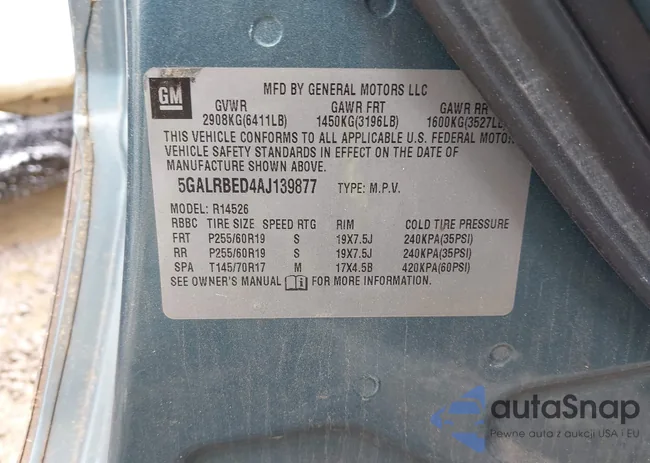 GM
MFD BY GENERAL MOTORS LLC
GVWR GAWR FRT GAWR RR
2908KG(6411LB) 1450KG(3196LB) 1600KG(3527LB
THIS VEHICLE CONFORMS TO ALL APPLICABLE U.S. FEDERAL MOTOR
VEHICLE SAFETY STANDARDS IN EFFECT ON THE DATE OF
MANUFACTURE SHOWN ABOVE.
5GALRBED4AJ139877 TYPE: M.P.V.
MODEL: R14526
RBBC TIRE SIZE SPEED RTG RIM COLD TIRE PRESSURE
FRT P255/60R19 S 19X7.5J 240KPA(35PSI)
RR P255/60R19 S 19X7.5J 240KPA(35PSI)
SPA T145/70R17 M 17X4.5B 420KPA(60PSI)
SEE OWNER'S MANUAL FOR MORE INFORMATION.
autaSnap
Pewne auta z aukcji USA i EU